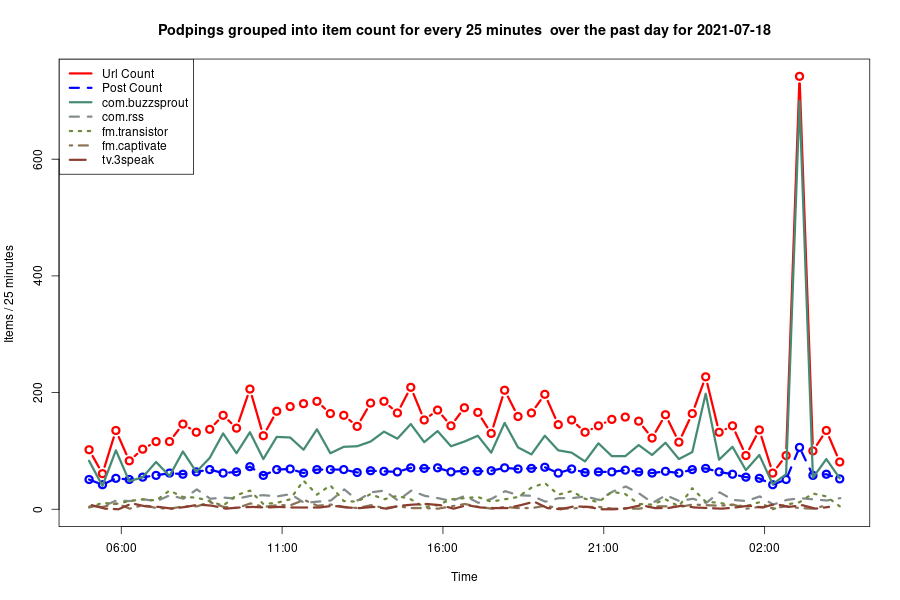 Podpings grouped into item count for every 25 minutes  over the past day for 2021-07-18
Url Count
Post Count
com.buzzsprout
com.rss
fm.transistor
fm.captivate
tv.3speak
Items / 25 minutes
600
400
200
0
06:00
11:00
16:00
21:00
02:00
Time